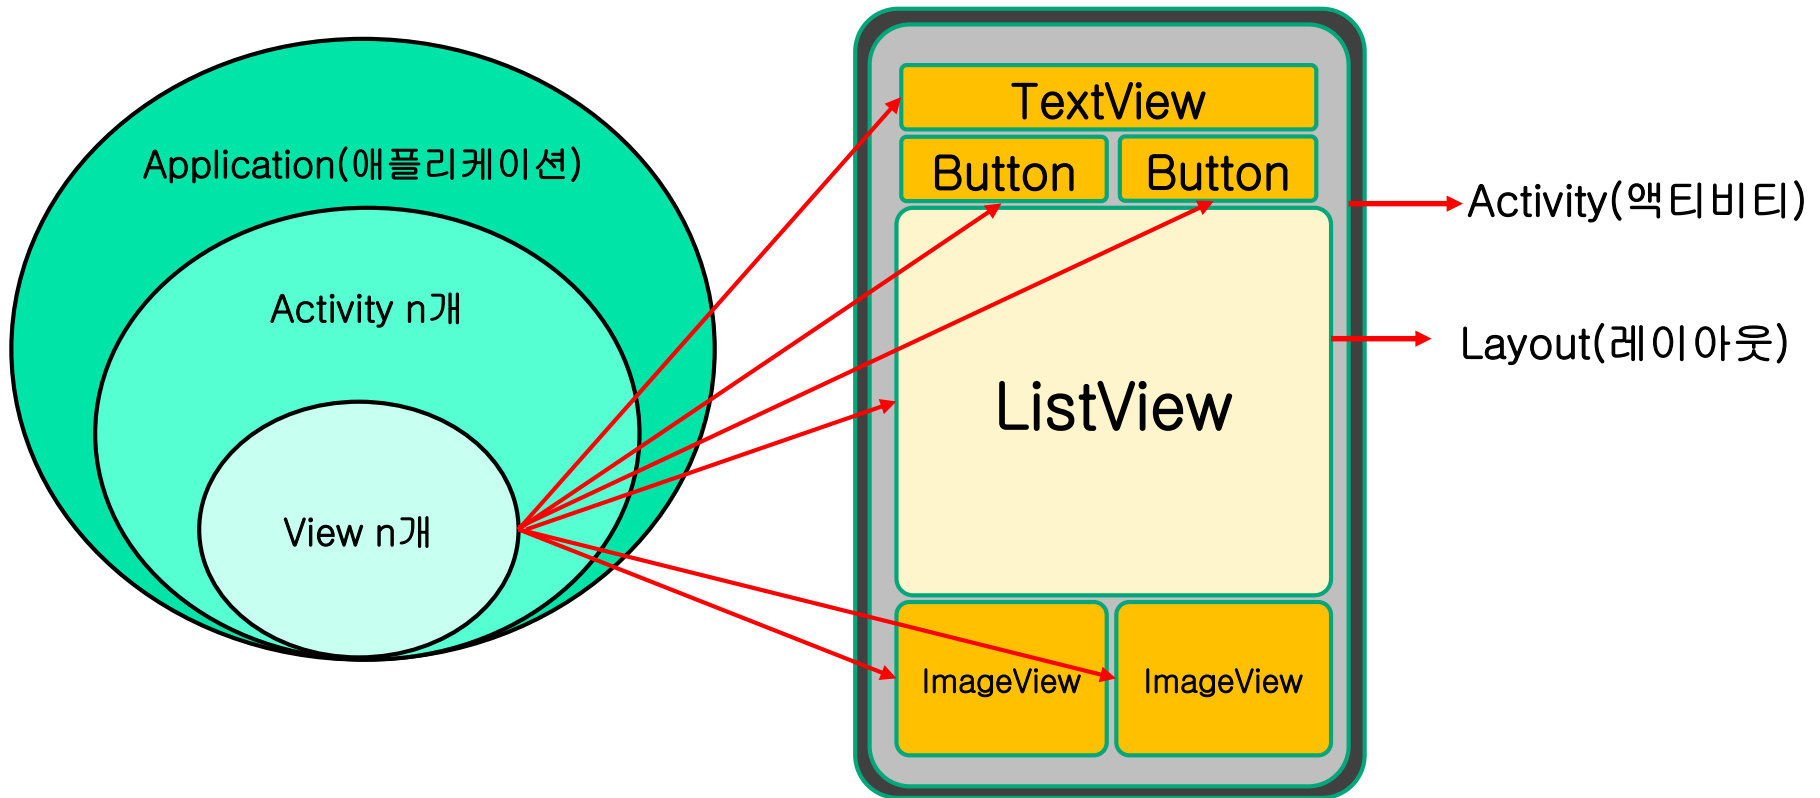 Application(애플리케이션)
Activity n개
View n개
TextView
Button
Button
ListView
ImageView
ImageView
Activity(액티비티)
Layout(레이아웃)